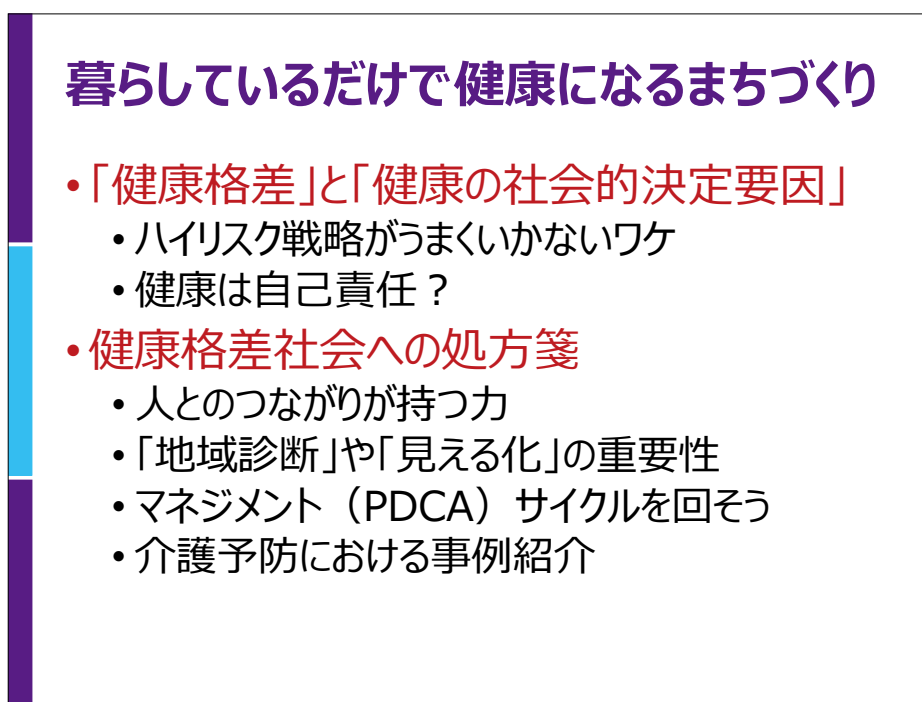 暮らしているだけで健康になるまちづくり
•「健康格差」と「健康の社会的決定要因」
• ハイリスク戦略がうまくいかないワケ
• 健康は自己責任？
• 健康格差社会への処方箋
• 人とのつながりが持つ力
•「地域診断」や「見える化」の重要性
• マネジメント（PDCA）サイクルを回そう
• 介護予防における事例紹介